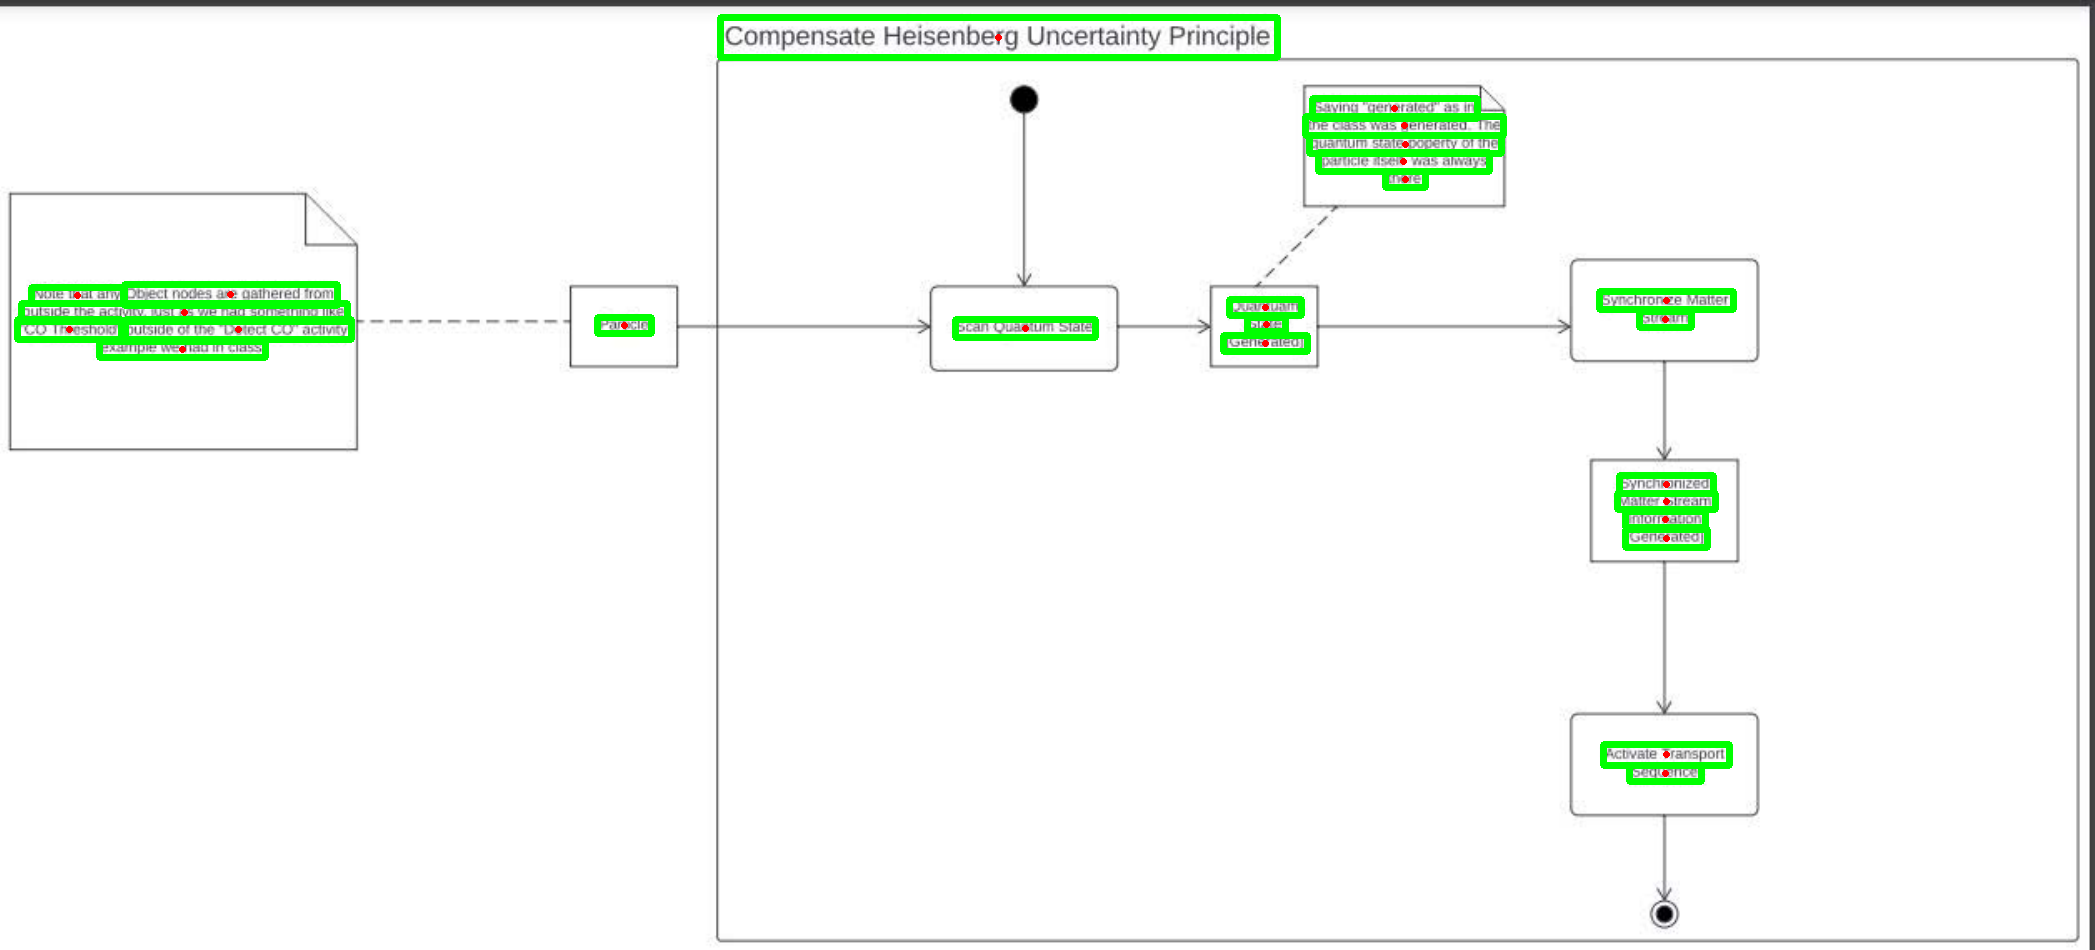 Compensate Heisenberg Uncertainty Principle
Saying "generated" as in
the class was generated. The
quantum state poperty of the
particle itself was always
there
Note that any Object nodes are gathered from
outside the activity, just as we had something like
"CO Threshold" outside of the "Detect CO" activity
example we had in class
Particle
Scan Quantum State
Quantuam
State
[Generated]
Synchronize Matter
Stream
Synchronized
Matter Stream
Information
[Generated]
Activate Transport
Sequence